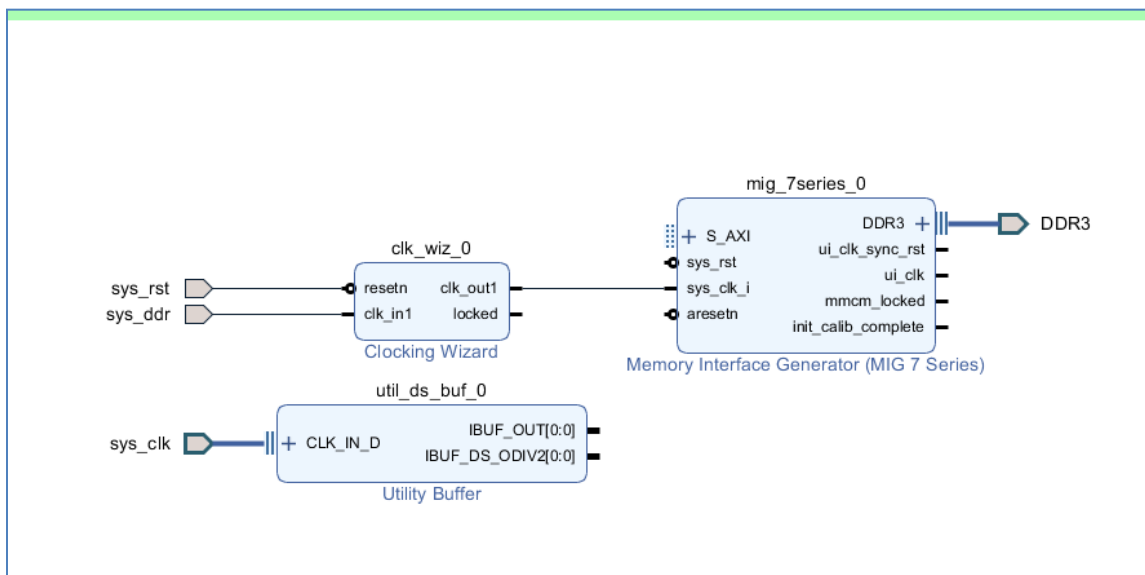 mig_7series_0
DDR3
S_AXI
ui_clk_sync_rst
sys_rst
ui_clk
sys_clk_i
mmcm_locked
aresetn
init_calib_complete
Memory Interface Generator (MIG 7 Series)
DDR3
clk_wiz_0
sys_rst
resetn
clk_out1
sys_ddr
clk_in1
locked
Clocking Wizard
util_ds_buf_0
sys_clk
CLK_IN_D
IBUF_OUT[0:0]
IBUF_DS_ODIV2[0:0]
Utility Buffer